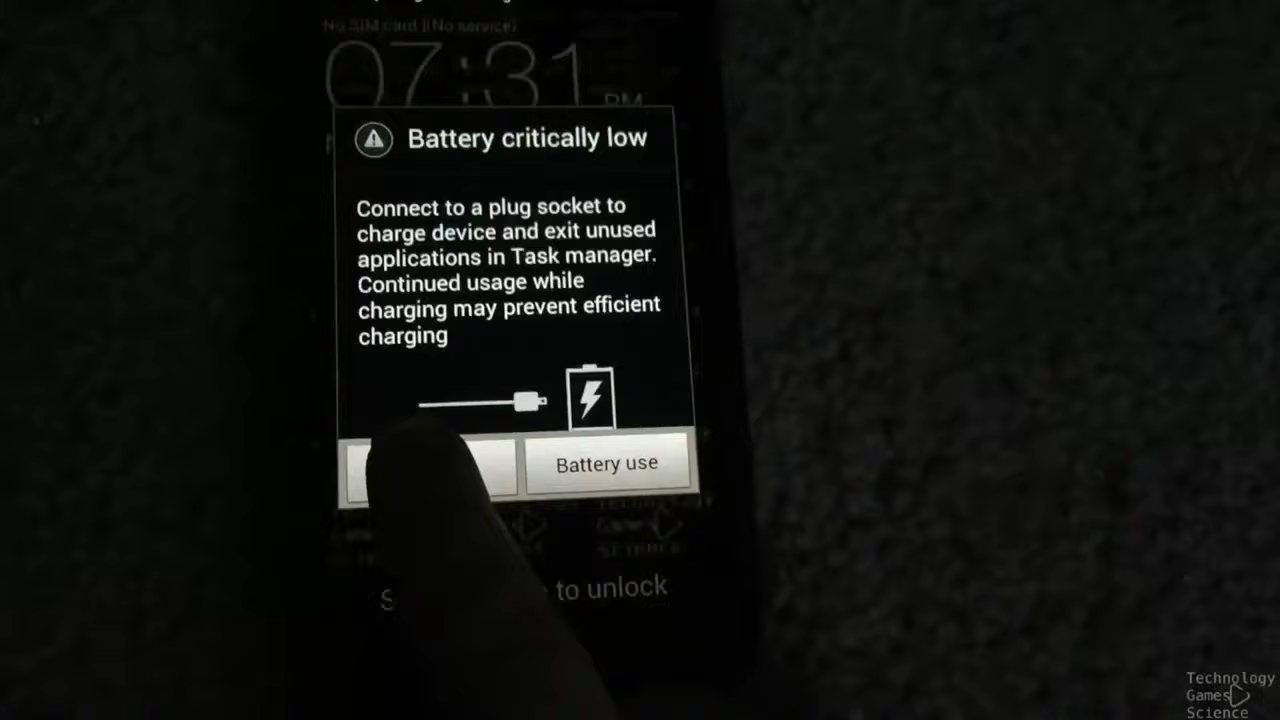 No SIM card (No service)
07:31
PM
Battery critically low
Connect to a plug socket to
charge device and exit unused
applications in Task manager.
Continued usage while
charging may prevent efficient
charging
Battery use
SCIENCE
to unlock
Technology
Games
Science